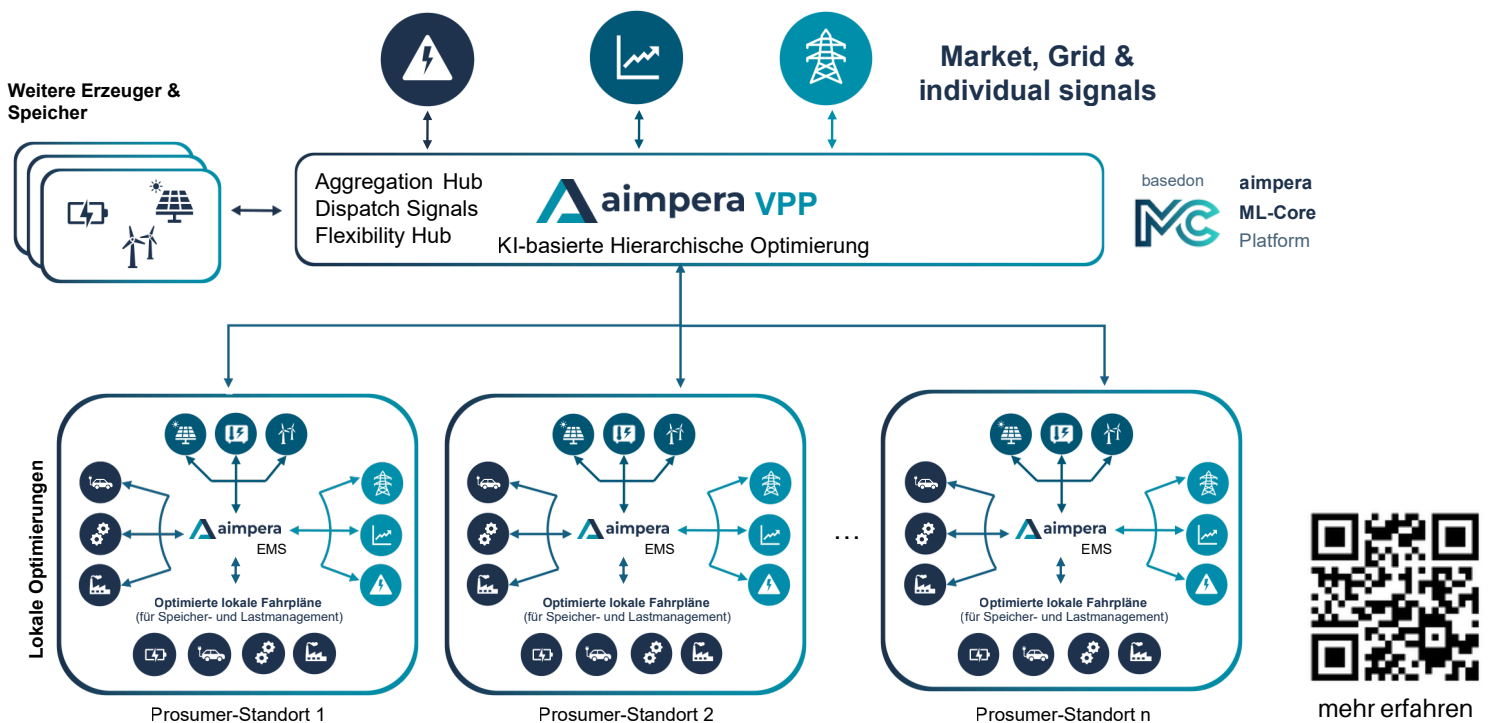 Market, Grid &
individual signals
Weitere Erzeuger &
Speicher
Aggregation Hub
Dispatch Signals
Flexibility Hub
aimpera VPP
KI-basierte Hierarchische Optimierung
basedon
MC
aimpera
ML-Core
Platform
Lokale Optimierungen
aimpera
EMS
Optimierte lokale Fahrpläne
(für Speicher- und Lastmanagement)
Prosumer-Standort 1
aimpera
EMS
Optimierte lokale Fahrpläne
(für Speicher- und Lastmanagement)
Prosumer-Standort 2
...
aimpera
EMS
Optimierte lokale Fahrpläne
(für Speicher- und Lastmanagement)
Prosumer-Standort n
mehr erfahren